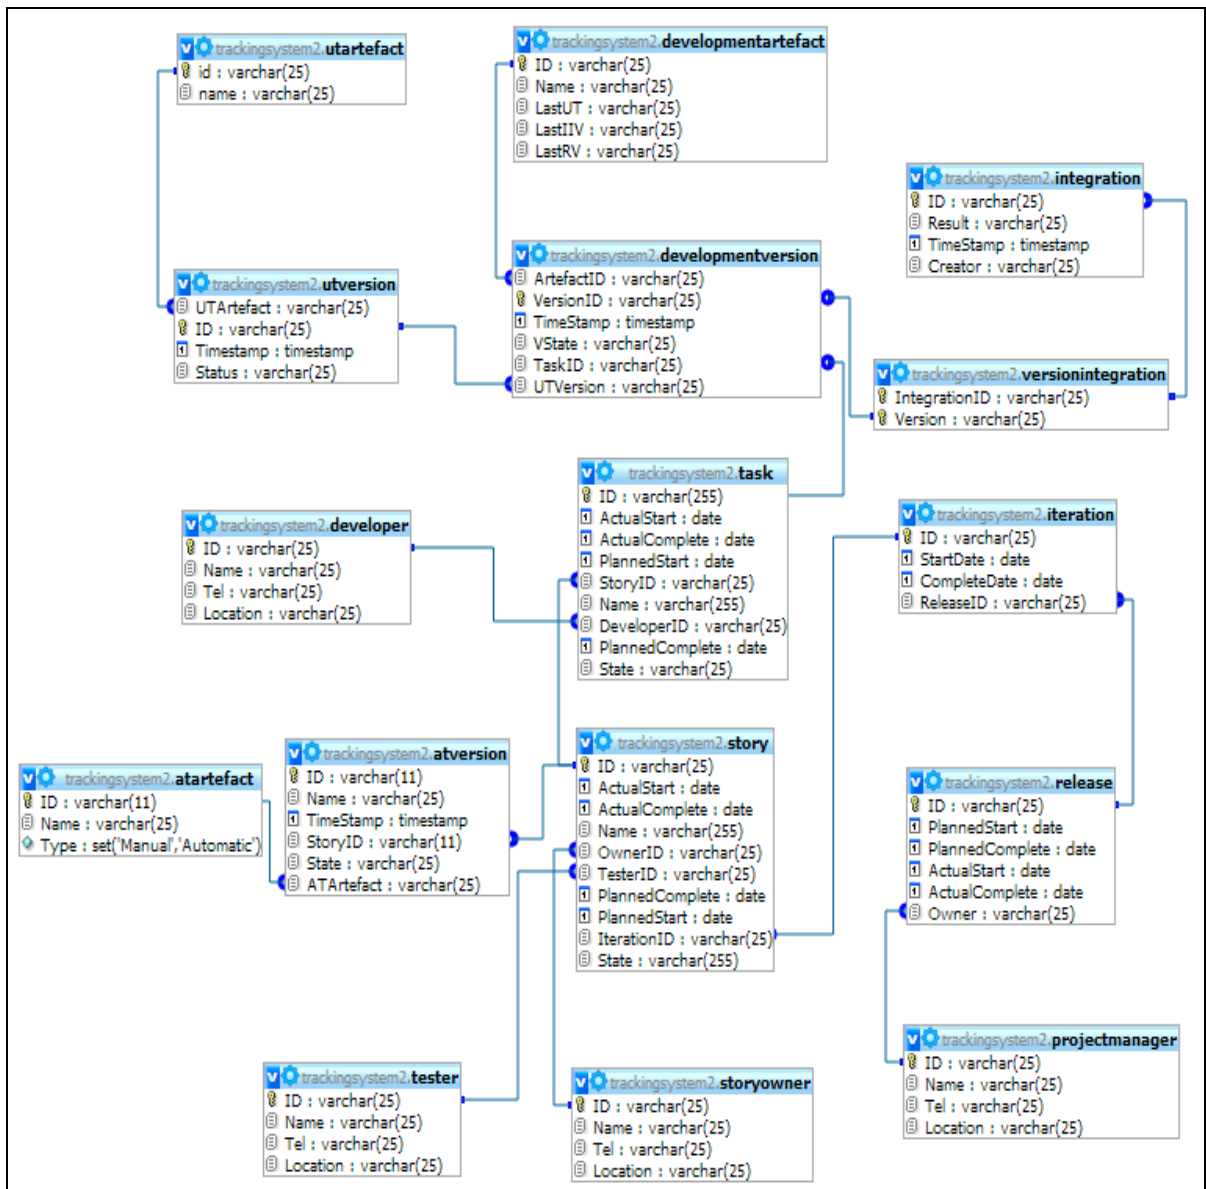 trackingsystem2.utartefact
id : varchar(25)
name : varchar(25)
trackingsystem2.developmentartefact
ID : varchar(25)
Name : varchar(25)
LastUT : varchar(25)
LastIIV : varchar(25)
LastRV : varchar(25)
trackingsystem2.integration
ID : varchar(25)
Result : varchar(25)
TimeStamp : timestamp
Creator : varchar(25)
trackingsystem2.utversion
UTArtefact : varchar(25)
ID : varchar(25)
Timestamp : timestamp
Status : varchar(25)
trackingsystem2.developmentversion
ArtefactID : varchar(25)
VersionID : varchar(25)
TimeStamp : timestamp
VState : varchar(25)
TaskID : varchar(25)
UTVersion : varchar(25)
trackingsystem2.versionintegration
IntegrationID : varchar(25)
Version : varchar(25)
trackingsystem2.task
ID : varchar(255)
ActualStart : date
ActualComplete : date
PlannedStart : date
StoryID : varchar(25)
Name : varchar(255)
DeveloperID : varchar(25)
PlannedComplete : date
State : varchar(25)
trackingsystem2.developer
ID : varchar(25)
Name : varchar(25)
Tel : varchar(25)
Location : varchar(25)
trackingsystem2.iteration
ID : varchar(25)
StartDate : date
CompleteDate : date
ReleaseID : varchar(25)
trackingsystem2.atartefact
ID : varchar(11)
Name : varchar(25)
Type : set('Manual','Automatic')
trackingsystem2.atversion
ID : varchar(11)
Name : varchar(25)
TimeStamp : timestamp
StoryID : varchar(11)
State : varchar(25)
ATArtefact : varchar(25)
trackingsystem2.story
ID : varchar(25)
ActualStart : date
ActualComplete : date
Name : varchar(255)
OwnerID : varchar(25)
TesterID : varchar(25)
PlannedComplete : date
PlannedStart : date
IterationID : varchar(25)
State : varchar(255)
trackingsystem2.release
ID : varchar(25)
PlannedStart : date
PlannedComplete : date
ActualStart : date
ActualComplete : date
Owner : varchar(25)
trackingsystem2.tester
ID : varchar(25)
Name : varchar(25)
Tel : varchar(25)
Location : varchar(25)
trackingsystem2.storyowner
ID : varchar(25)
Name : varchar(25)
Tel : varchar(25)
Location : varchar(25)
trackingsystem2.projectmanager
ID : varchar(25)
Name : varchar(25)
Tel : varchar(25)
Location : varchar(25)